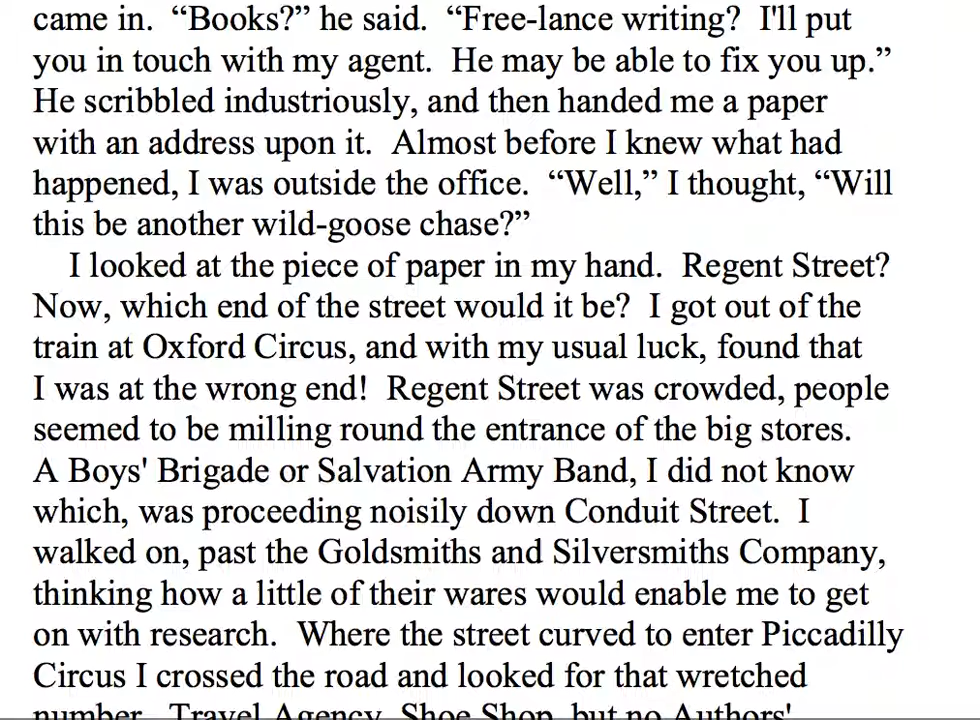 came in.  “Books?” he said.  “Free-lance writing?  I'll put
you in touch with my agent.  He may be able to fix you up.”
He scribbled industriously, and then handed me a paper
with an address upon it.  Almost before I knew what had
happened, I was outside the office.  “Well,” I thought, “Will
this be another wild-goose chase?”
I looked at the piece of paper in my hand.  Regent Street?
Now, which end of the street would it be?  I got out of the
train at Oxford Circus, and with my usual luck, found that
I was at the wrong end!  Regent Street was crowded, people
seemed to be milling round the entrance of the big stores.
A Boys' Brigade or Salvation Army Band, I did not know
which, was proceeding noisily down Conduit Street.  I
walked on, past the Goldsmiths and Silversmiths Company,
thinking how a little of their wares would enable me to get
on with research.  Where the street curved to enter Piccadilly
Circus I crossed the road and looked for that wretched
number.  Travel Agency, Shoe Shop, but no Authors'